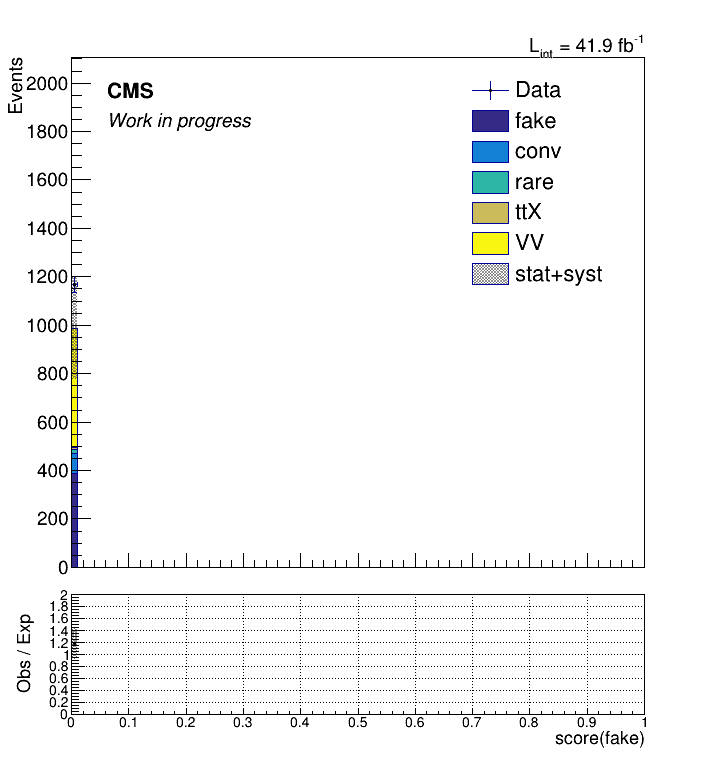 L_int = 41.9 fb^-1
Events
2000
1800
1600
1400
1200
1000
800
600
400
200
0
CMS
Work in progress
Data
fake
conv
rare
ttX
VV
stat+syst
Obs / Exp
2
1.8
1.6
1.4
1.2
1
0.8
0.6
0.4
0.2
0
0 0.1 0.2 0.3 0.4 0.5 0.6 0.7 0.8 0.9 1
score(fake)